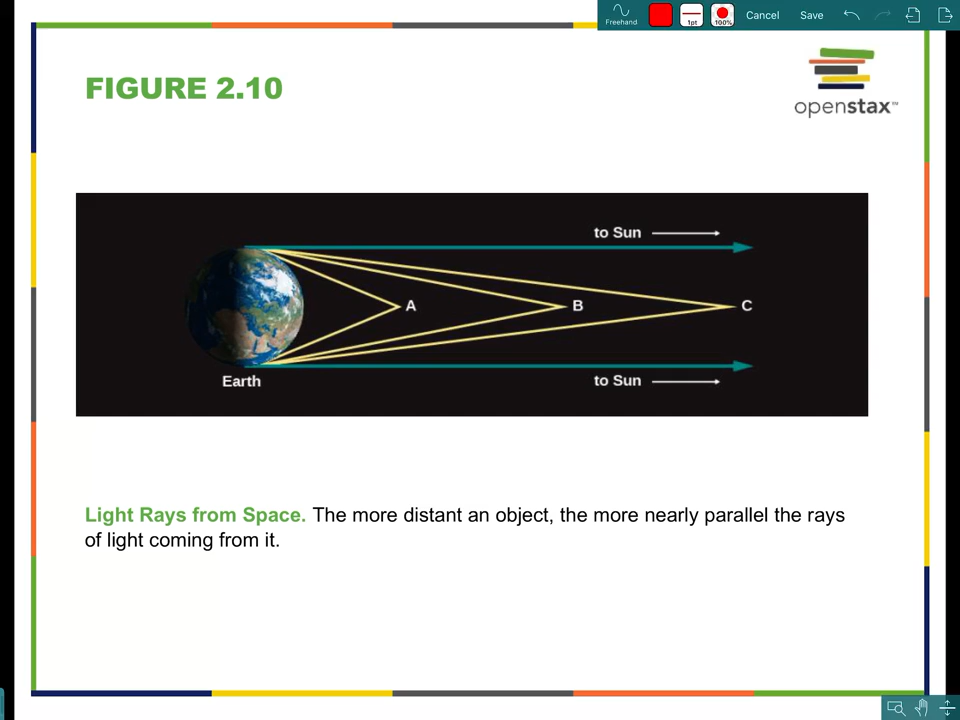 Freehand
1pt
100%
Cancel
Save
FIGURE 2.10
openstax™
to Sun
A
B
C
Earth
to Sun
Light Rays from Space. The more distant an object, the more nearly parallel the rays
of light coming from it.